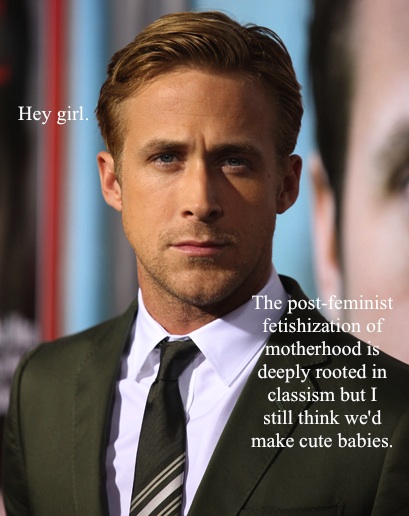 Hey girl.
The post-feminist
fetishization of
motherhood is
deeply rooted in
classism but I
still think we'd
make cute babies.